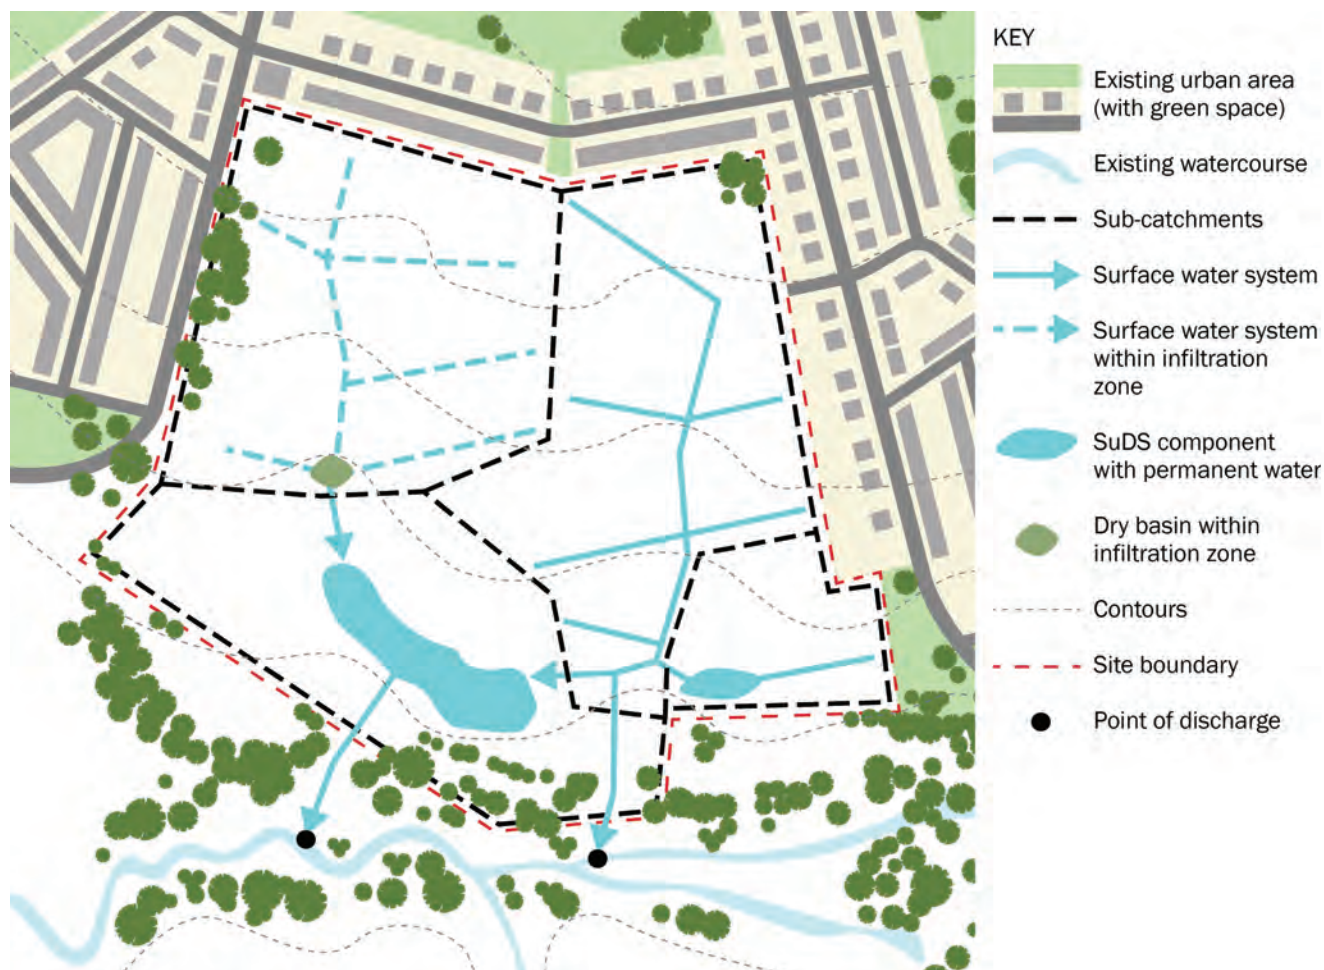 KEY
Existing urban area
(with green space)
Existing watercourse
Sub-catchments
Surface water system
Surface water system
within infiltration
zone
SuDS component
with permanent water
Dry basin within
infiltration zone
Contours
Site boundary
Point of discharge